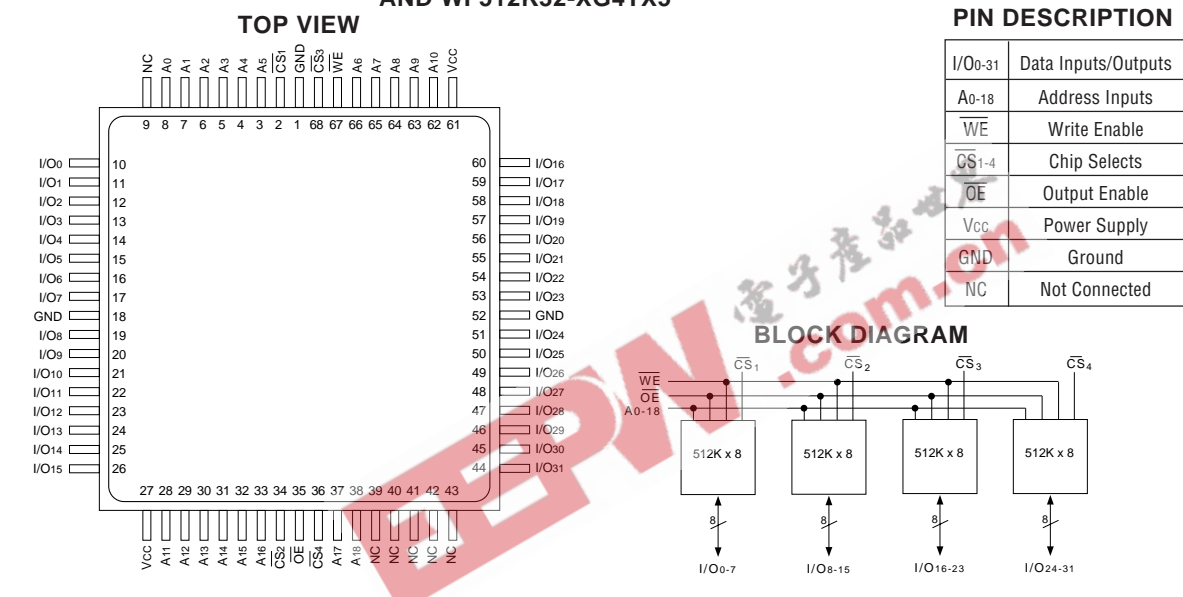 AND WF512K32-XG4TX5
TOP VIEW
NC A0 A1 A2 A3 A4 A5 CS1 GND CS3 WE A6 A7 A8 A9 A10 VCC
9 8 7 6 5 4 3 2 1 68 67 66 65 64 63 62 61
I/O0 10 60 I/O16
I/O1 11 59 I/O17
I/O2 12 58 I/O18
I/O3 13 57 I/O19
I/O4 14 56 I/O20
I/O5 15 55 I/O21
I/O6 16 54 I/O22
I/O7 17 53 I/O23
GND 18 52 GND
I/O8 19 51 I/O24
I/O9 20 50 I/O25
I/O10 21 49 I/O26
I/O11 22 48 I/O27
I/O12 23 47 I/O28
I/O13 24 46 I/O29
I/O14 25 45 I/O30
I/O15 26 44 I/O31
27 28 29 30 31 32 33 34 35 36 37 38 39 40 41 42 43
VCC A11 A12 A13 A14 A15 A16 CS2 OE CS4 A17 A18 NC NC NC NC NC
PIN DESCRIPTION
I/O0-31 Data Inputs/Outputs
A0-18 Address Inputs
WE Write Enable
CS1-4 Chip Selects
OE Output Enable
VCC Power Supply
GND Ground
NC Not Connected
BLOCK DIAGRAM
CS1 CS2 CS3 CS4
WE
OE
A0-18
512K x 8 512K x 8 512K x 8 512K x 8
8 8 8 8
I/O0-7 I/O8-15 I/O16-23 I/O24-31
EEPW .com.cn
電子產品世界